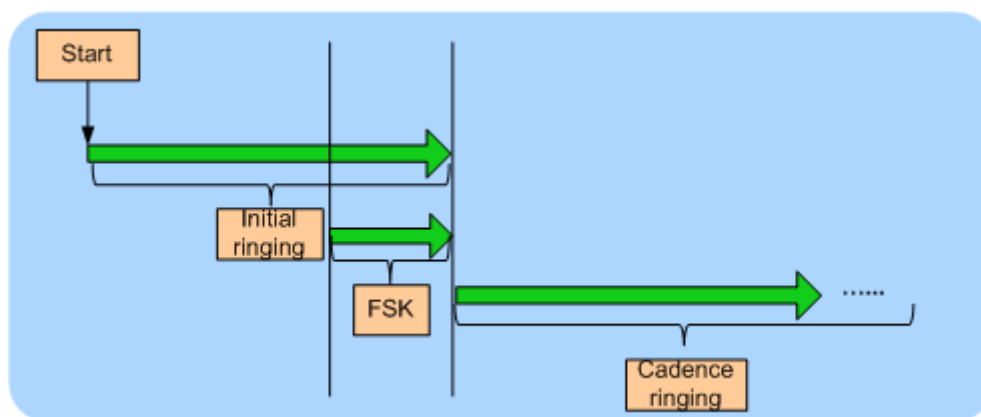 Start
Initial
ringing
FSK
......
Cadence
ringing